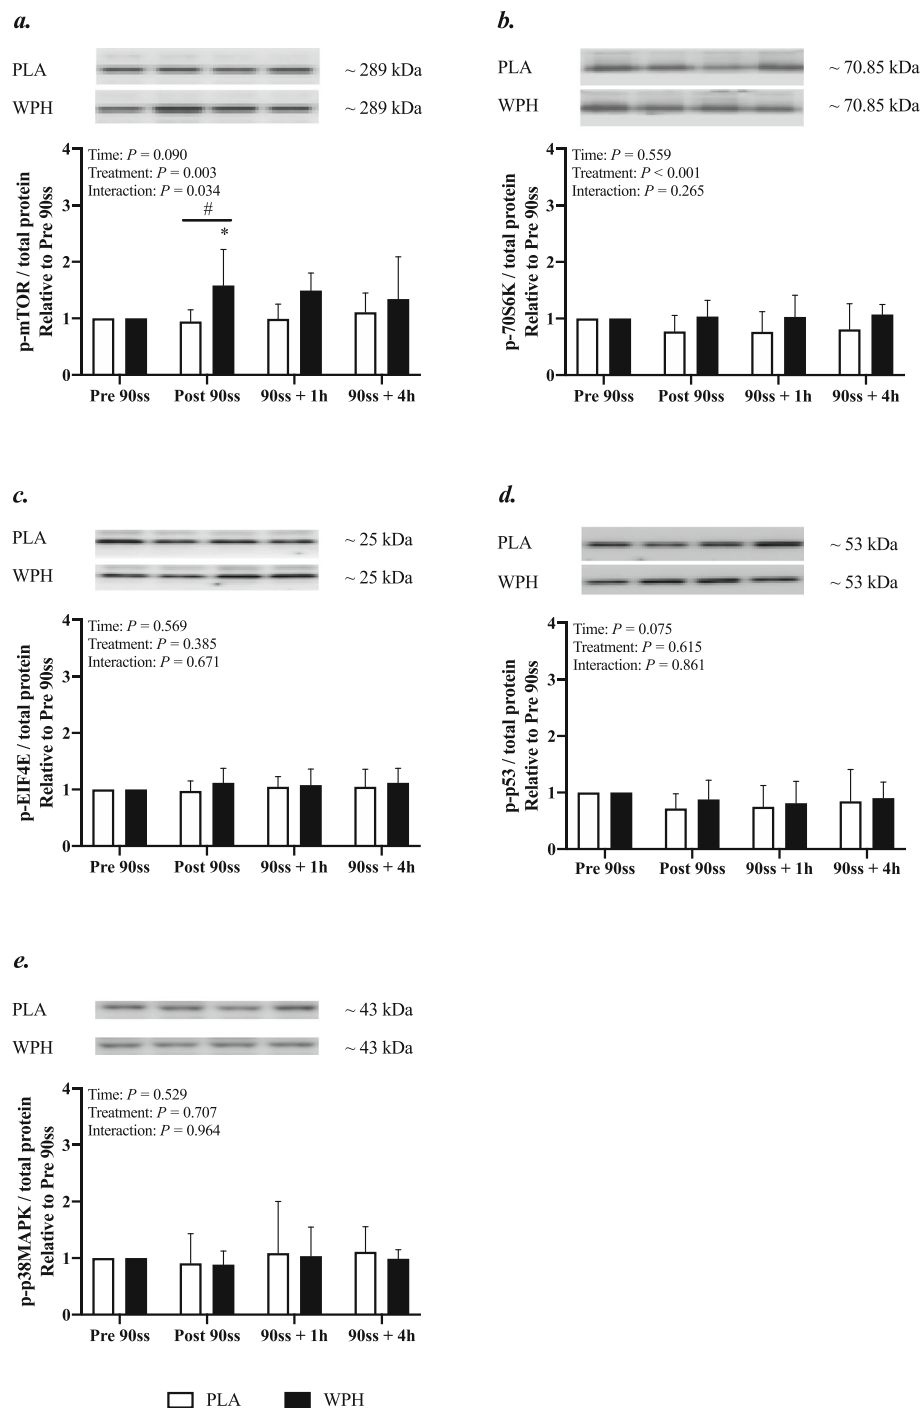 a.
PLA ~ 289 kDa
WPH ~ 289 kDa
p-mTOR / total protein
Relative to Pre 90ss
4
3
2
1
0
Time: P = 0.090
Treatment: P = 0.003
Interaction: P = 0.034
#
*
Pre 90ss Post 90ss 90ss + 1h 90ss + 4h
b.
PLA ~ 70.85 kDa
WPH ~ 70.85 kDa
p-70S6K / total protein
Relative to Pre 90ss
4
3
2
1
0
Time: P = 0.559
Treatment: P < 0.001
Interaction: P = 0.265
Pre 90ss Post 90ss 90ss + 1h 90ss + 4h
c.
PLA ~ 25 kDa
WPH ~ 25 kDa
p-EIF4E / total protein
Relative to Pre 90ss
4
3
2
1
0
Time: P = 0.569
Treatment: P = 0.385
Interaction: P = 0.671
Pre 90ss Post 90ss 90ss + 1h 90ss + 4h
d.
PLA ~ 53 kDa
WPH ~ 53 kDa
p-p53 / total protein
Relative to Pre 90ss
4
3
2
1
0
Time: P = 0.075
Treatment: P = 0.615
Interaction: P = 0.861
Pre 90ss Post 90ss 90ss + 1h 90ss + 4h
e.
PLA ~ 43 kDa
WPH ~ 43 kDa
p-p38MAPK / total protein
Relative to Pre 90ss
4
3
2
1
0
Time: P = 0.529
Treatment: P = 0.707
Interaction: P = 0.964
Pre 90ss Post 90ss 90ss + 1h 90ss + 4h
PLA WPH